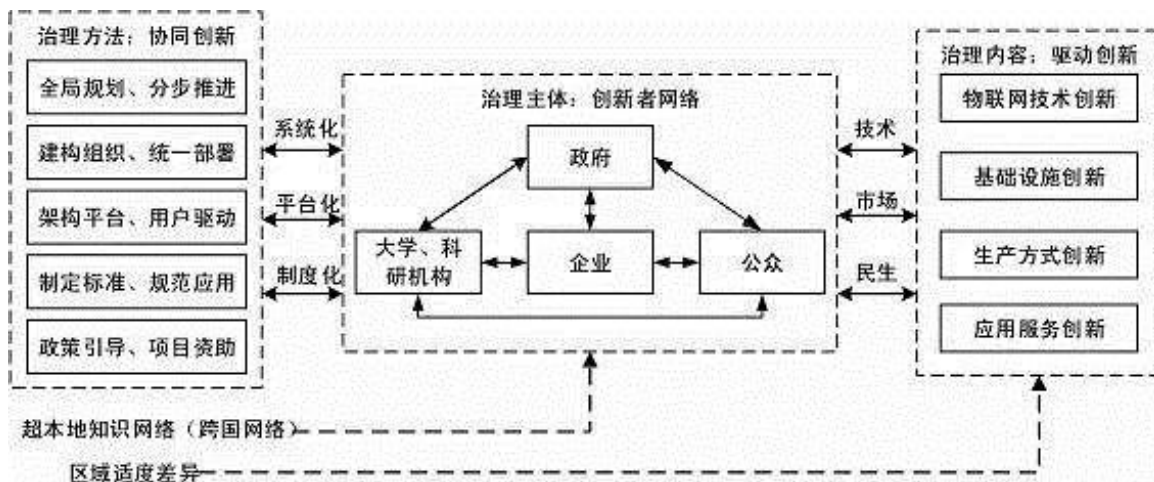 治理方法：协同创新
全局规划、分步推进
建构组织、统一部署
架构平台、用户驱动
制定标准、规范应用
政策引导、项目资助
系统化
平台化
制度化
治理主体：创新者网络
政府
大学、科
研机构
企业
公众
技术
市场
民生
治理内容：驱动创新
物联网技术创新
基础设施创新
生产方式创新
应用服务创新
超本地知识网络（跨国网络）
区域适度差异